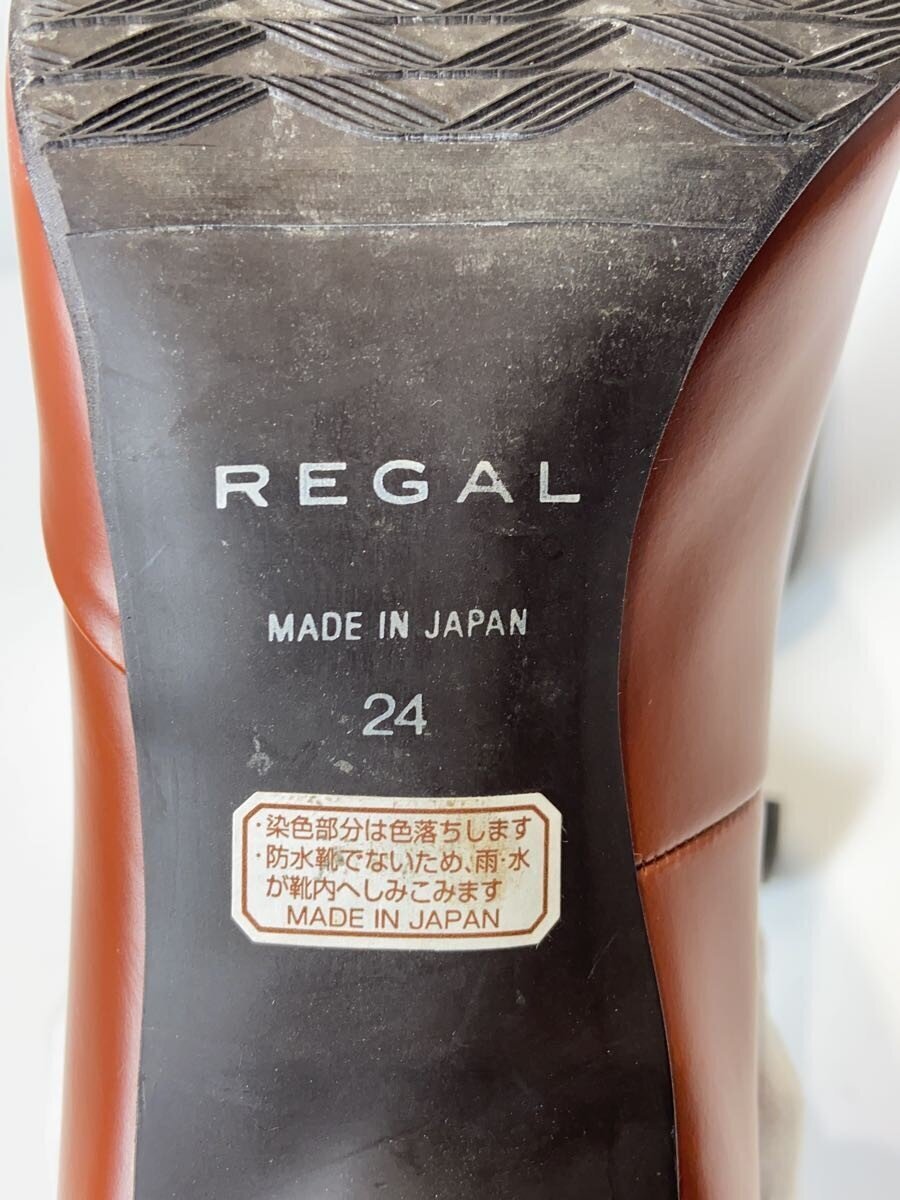 REGAL
MADE IN JAPAN
24
・染色部分は色落ちします
・防水靴でないため、雨・水
が靴内へしみこみます
MADE IN JAPAN